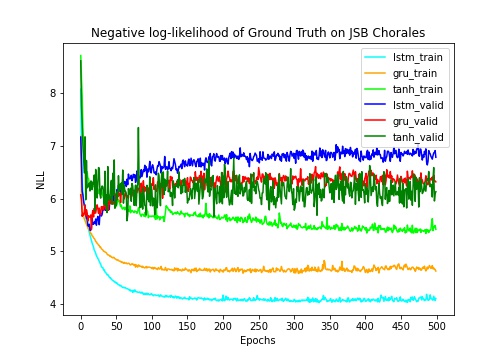 Negative log-likelihood of Ground Truth on JSB Chorales
lstm_train
gru_train
tanh_train
lstm_valid
gru_valid
tanh_valid
NLL
8
7
6
5
4
0
50
100
150
200
250
300
350
400
450
500
Epochs